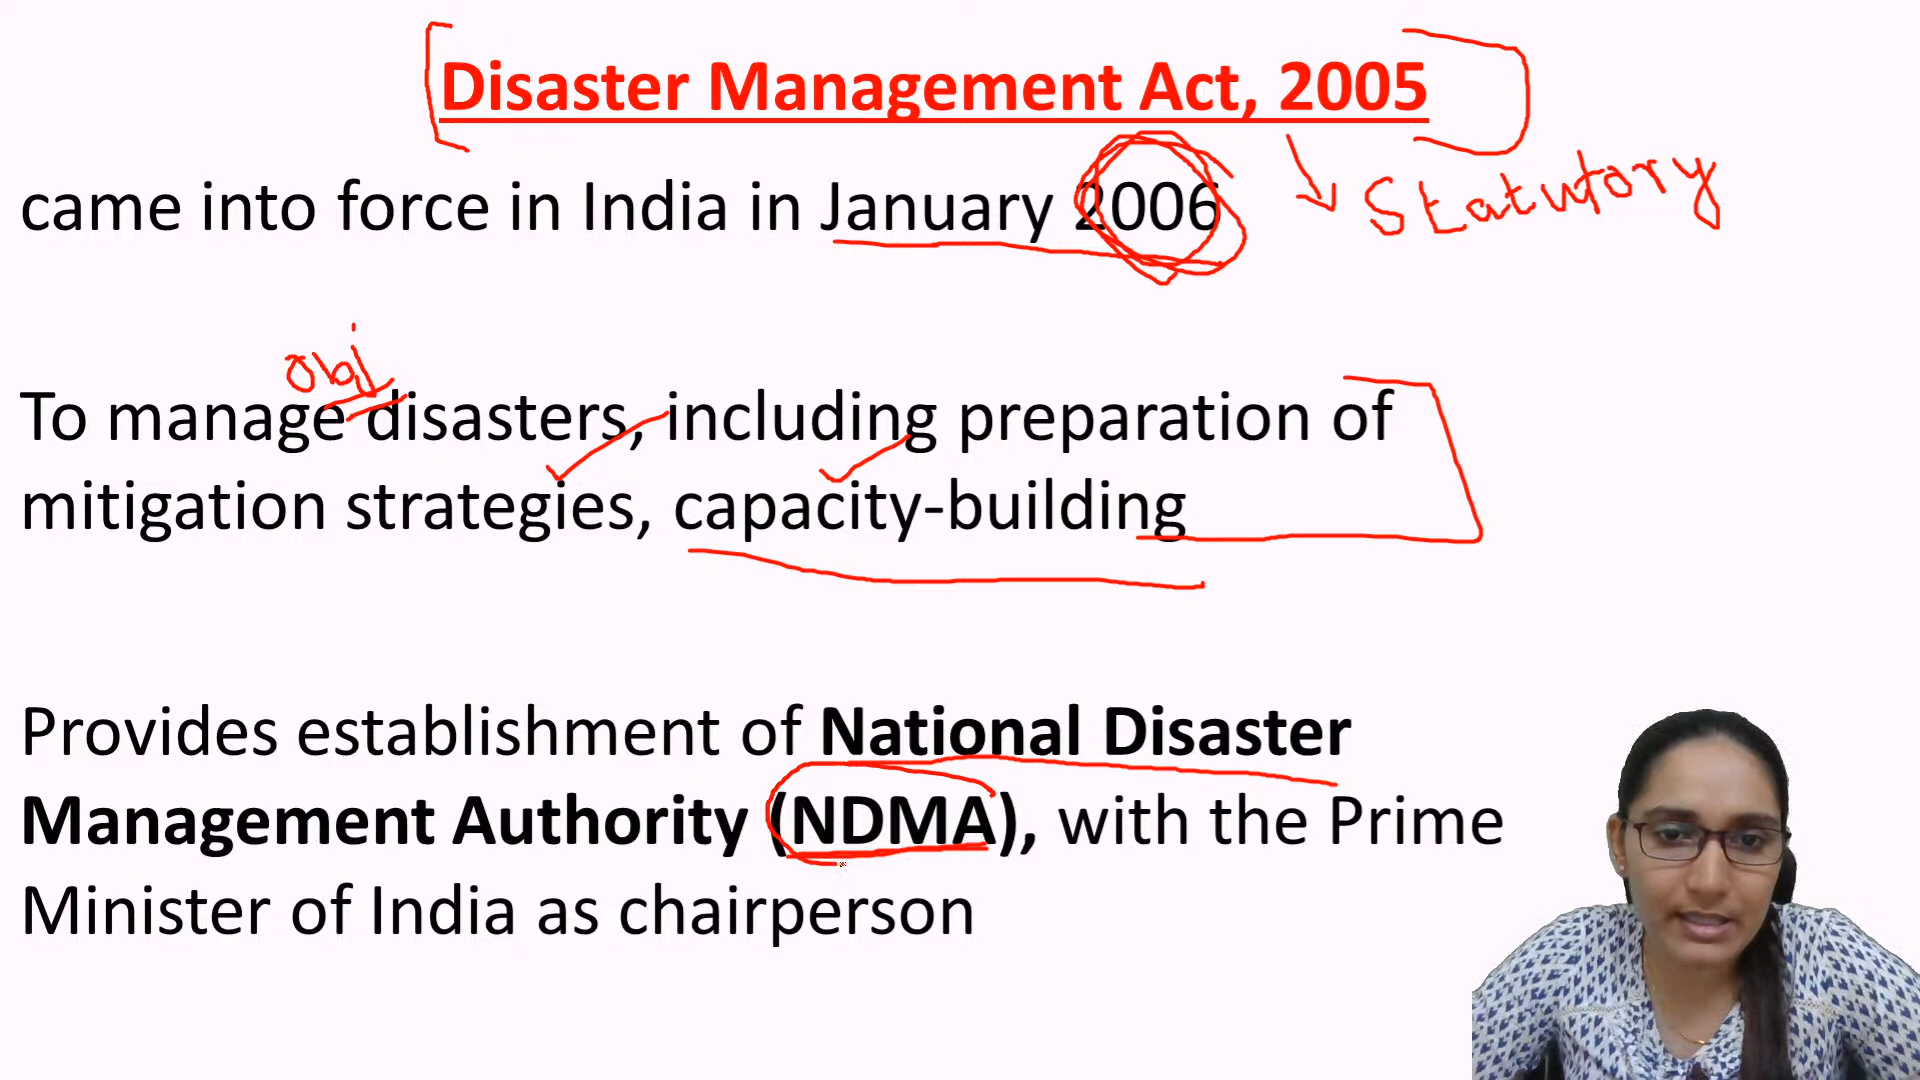 Disaster Management Act, 2005
came into force in India in January 2006
Statutory
obj
To manage disasters, including preparation of
mitigation strategies, capacity-building
Provides establishment of National Disaster
Management Authority (NDMA), with the Prime
Minister of India as chairperson